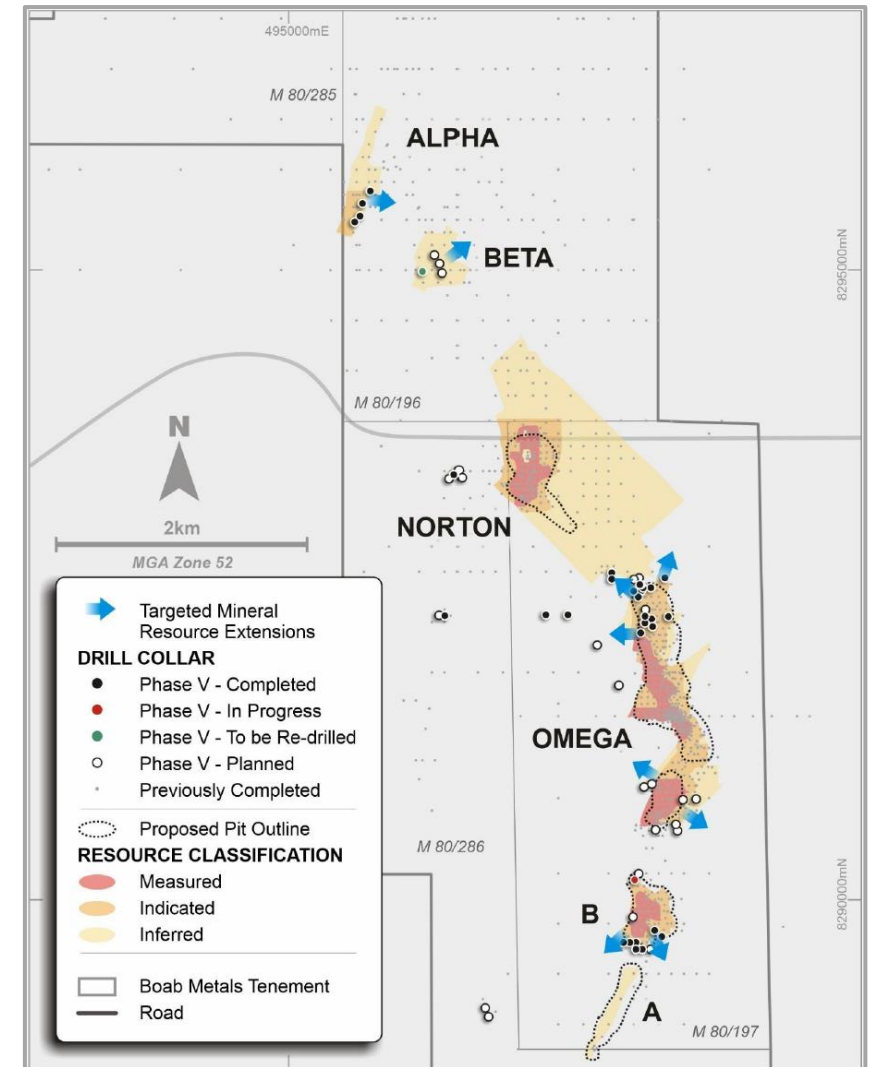 495000mE
M 80/285
ALPHA
BETA
8295000mN
M 80/196
N
2km
MGA Zone 52
NORTON
Targeted Mineral
Resource Extensions
DRILL COLLAR
Phase V - Completed
Phase V - In Progress
Phase V - To be Re-drilled
Phase V - Planned
Previously Completed
Proposed Pit Outline
RESOURCE CLASSIFICATION
Measured
Indicated
Inferred
Boab Metals Tenement
Road
OMEGA
M 80/286
B
8290000mN
A
M 80/197